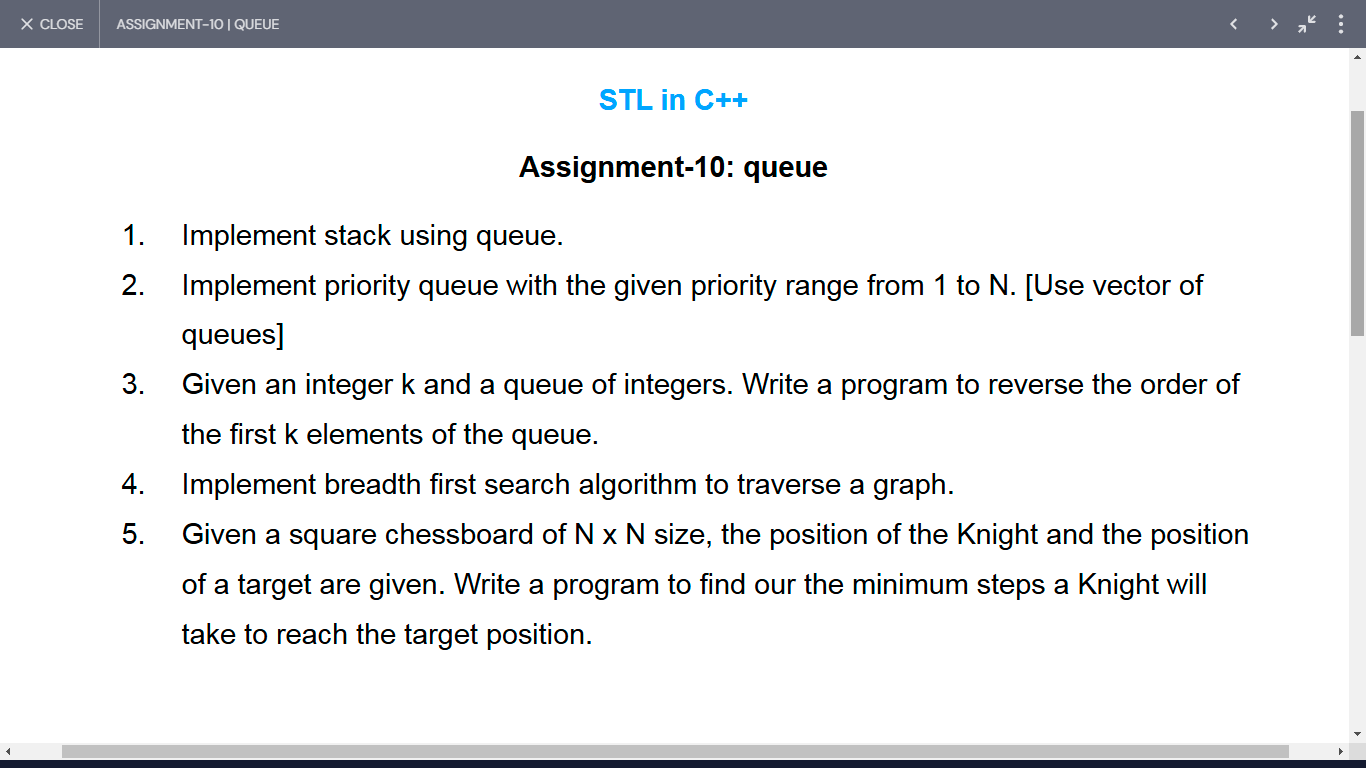 CLOSE
ASSIGNMENT-10 | QUEUE
STL in C++
Assignment-10: queue
1. Implement stack using queue.
2. Implement priority queue with the given priority range from 1 to N. [Use vector of
queues]
3. Given an integer k and a queue of integers. Write a program to reverse the order of
the first k elements of the queue.
4. Implement breadth first search algorithm to traverse a graph.
5. Given a square chessboard of N x N size, the position of the Knight and the position
of a target are given. Write a program to find our the minimum steps a Knight will
take to reach the target position.